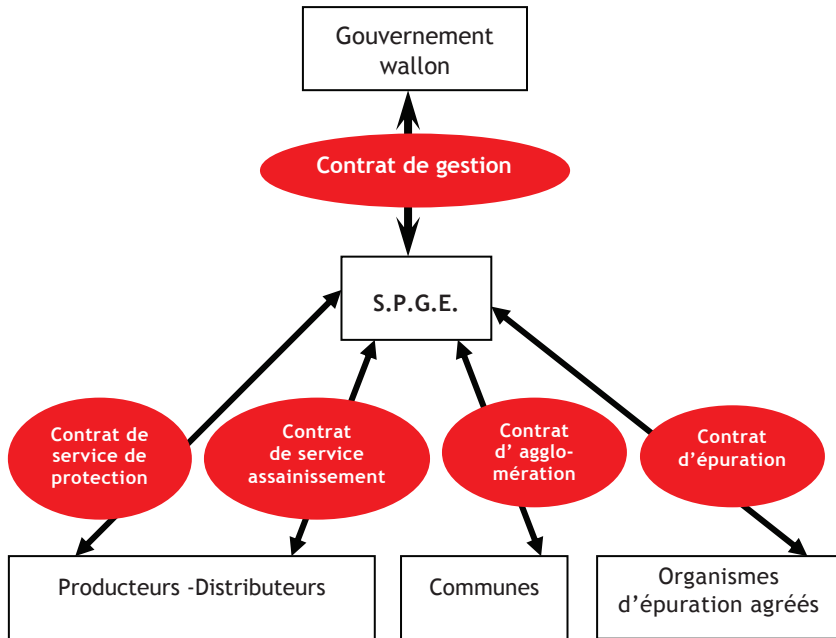 Gouvernement
wallon
Contrat de gestion
S.P.G.E.
Contrat de
service de
protection
Contrat
de service
assainissement
Contrat
d' agglo-
mération
Contrat
d'épuration
Producteurs -Distributeurs
Communes
Organismes
d'épuration agréés